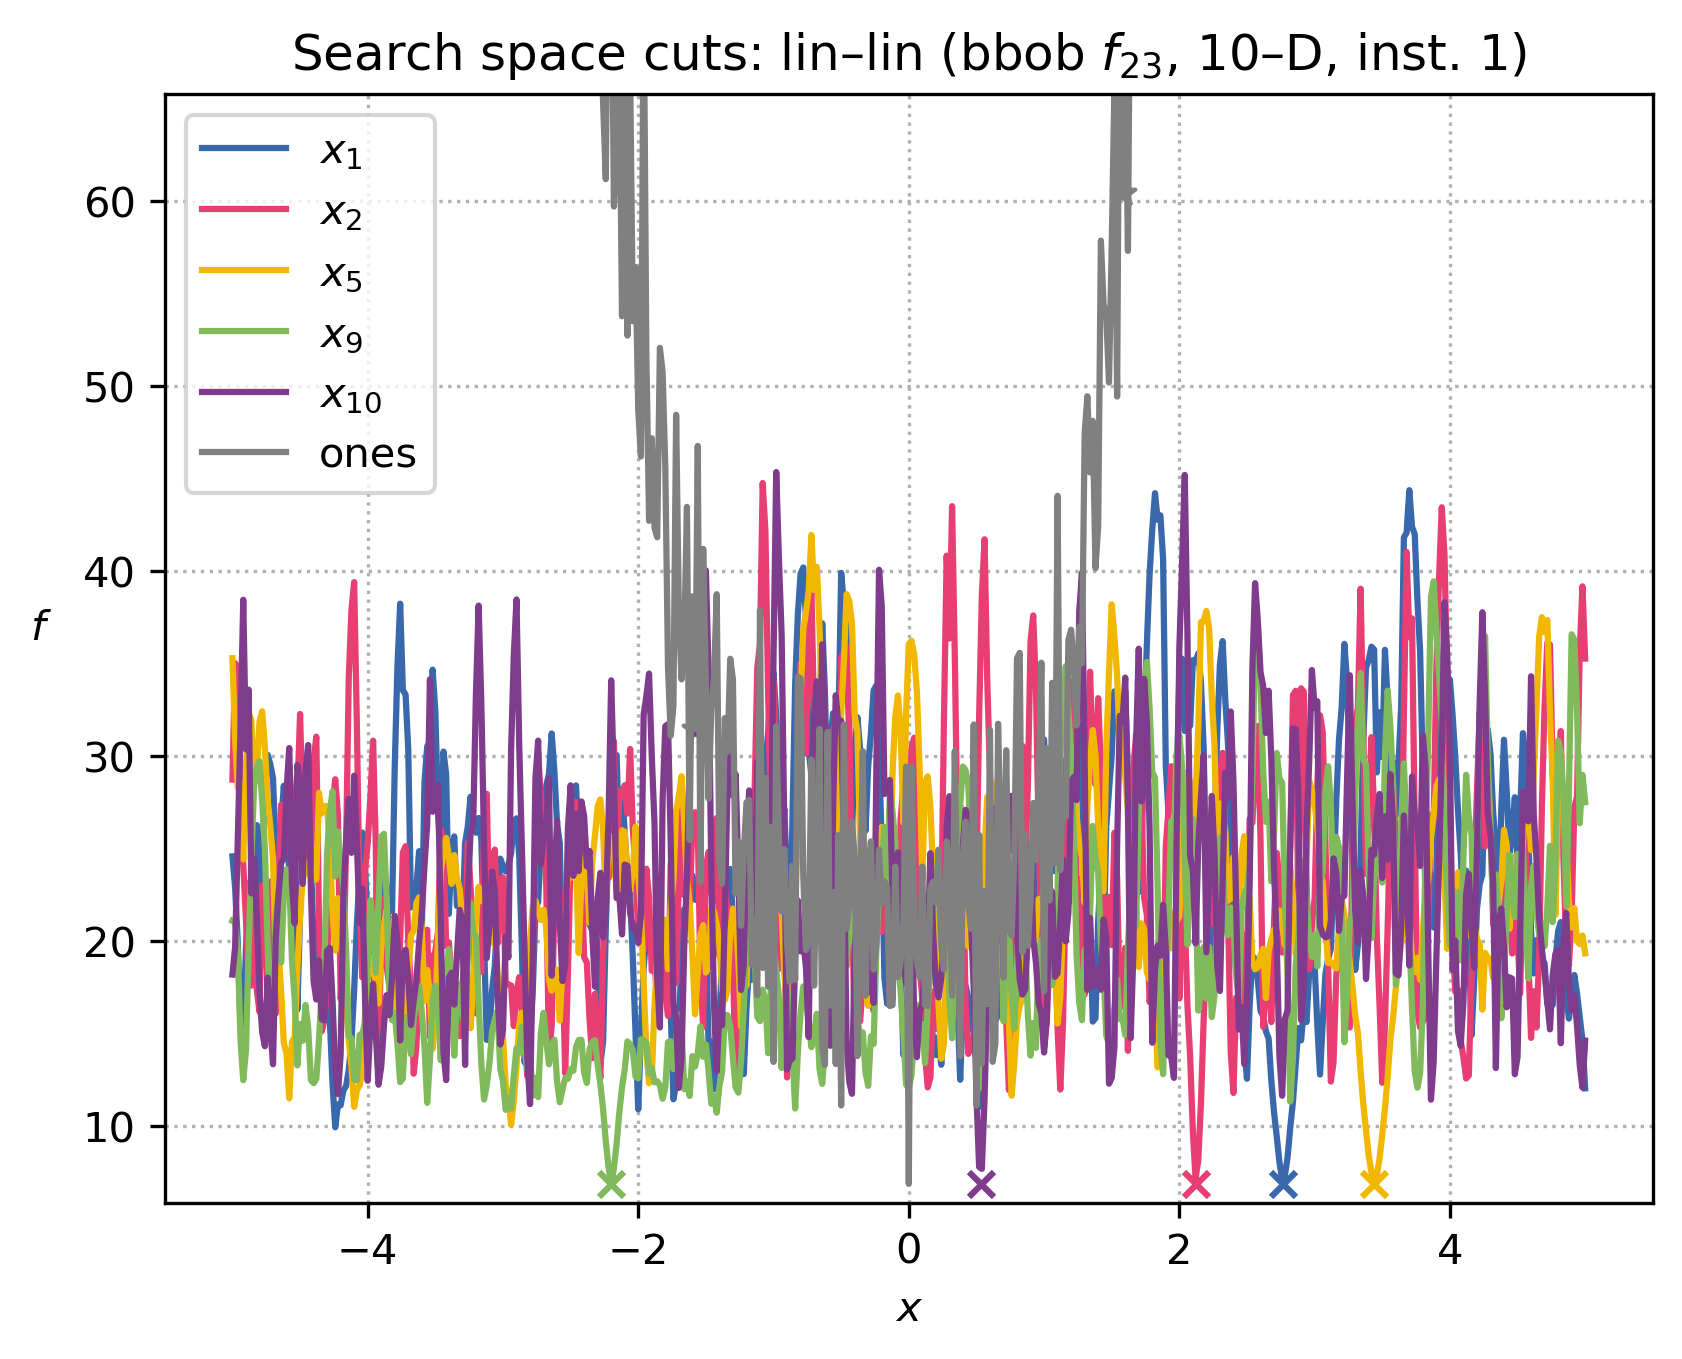 Search space cuts: lin–lin (bbob f₂₃, 10–D, inst. 1)
x₁
x₂
x₅
x₉
x₁₀
ones
60
50
40
30
20
10
f
−4 −2 0 2 4
x